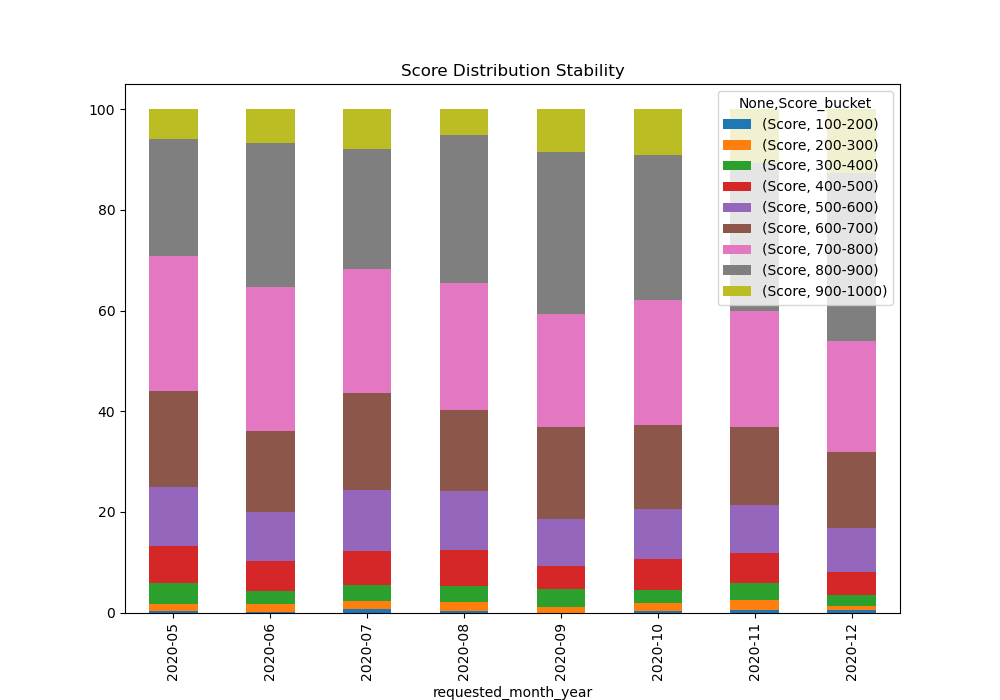 Score Distribution Stability
None,Score_bucket
(Score, 100-200)
(Score, 200-300)
(Score, 300-400)
(Score, 400-500)
(Score, 500-600)
(Score, 600-700)
(Score, 700-800)
(Score, 800-900)
(Score, 900-1000)
100
80
60
40
20
0
2020-05
2020-06
2020-07
2020-08
2020-09
2020-10
2020-11
2020-12
requested_month_year